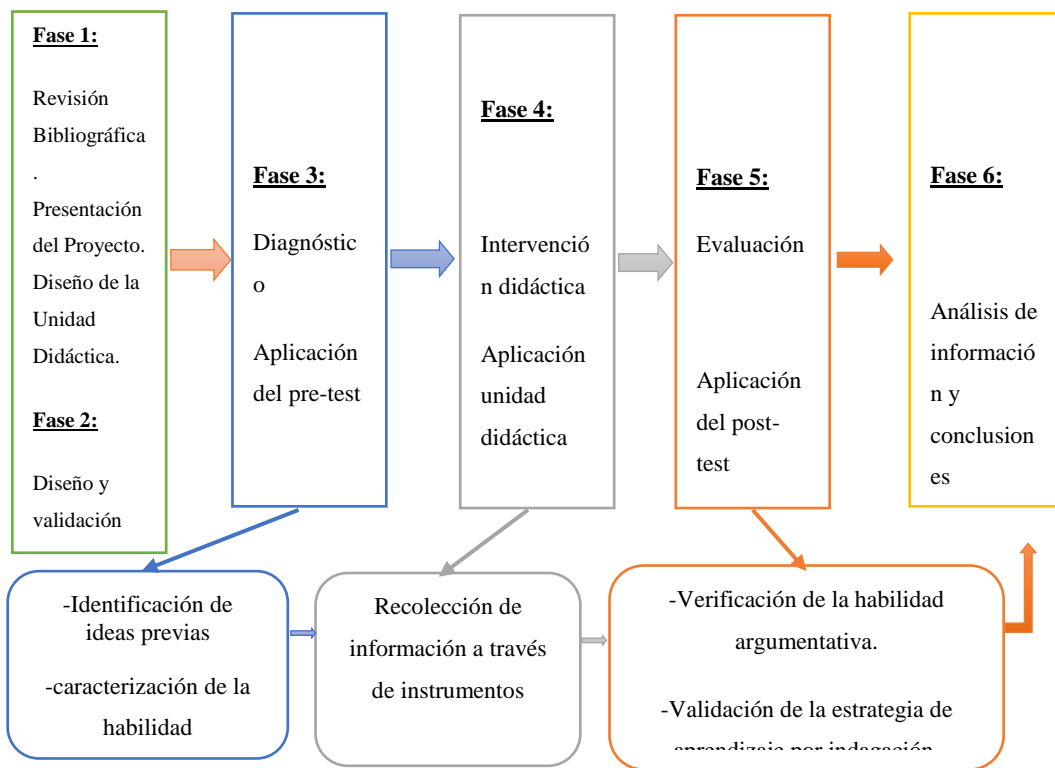 Fase 1:
Revisión
Bibliográfica
.
Presentación
del Proyecto.
Diseño de la
Unidad
Didáctica.
Fase 2:
Diseño y
validación
Fase 3:
Diagnóstic
o
Aplicación
del pre-test
Fase 4:
Intervenció
n didáctica
Aplicación
unidad
didáctica
Fase 5:
Evaluación
Aplicación
del post-
test
Fase 6:
Análisis de
informació
n y
conclusion
es
-Identificación de
ideas previas
-caracterización de la
habilidad
Recolección de
información a través
de instrumentos
-Verificación de la habilidad
argumentativa.
-Validación de la estrategia de
aprendizaje por indagación